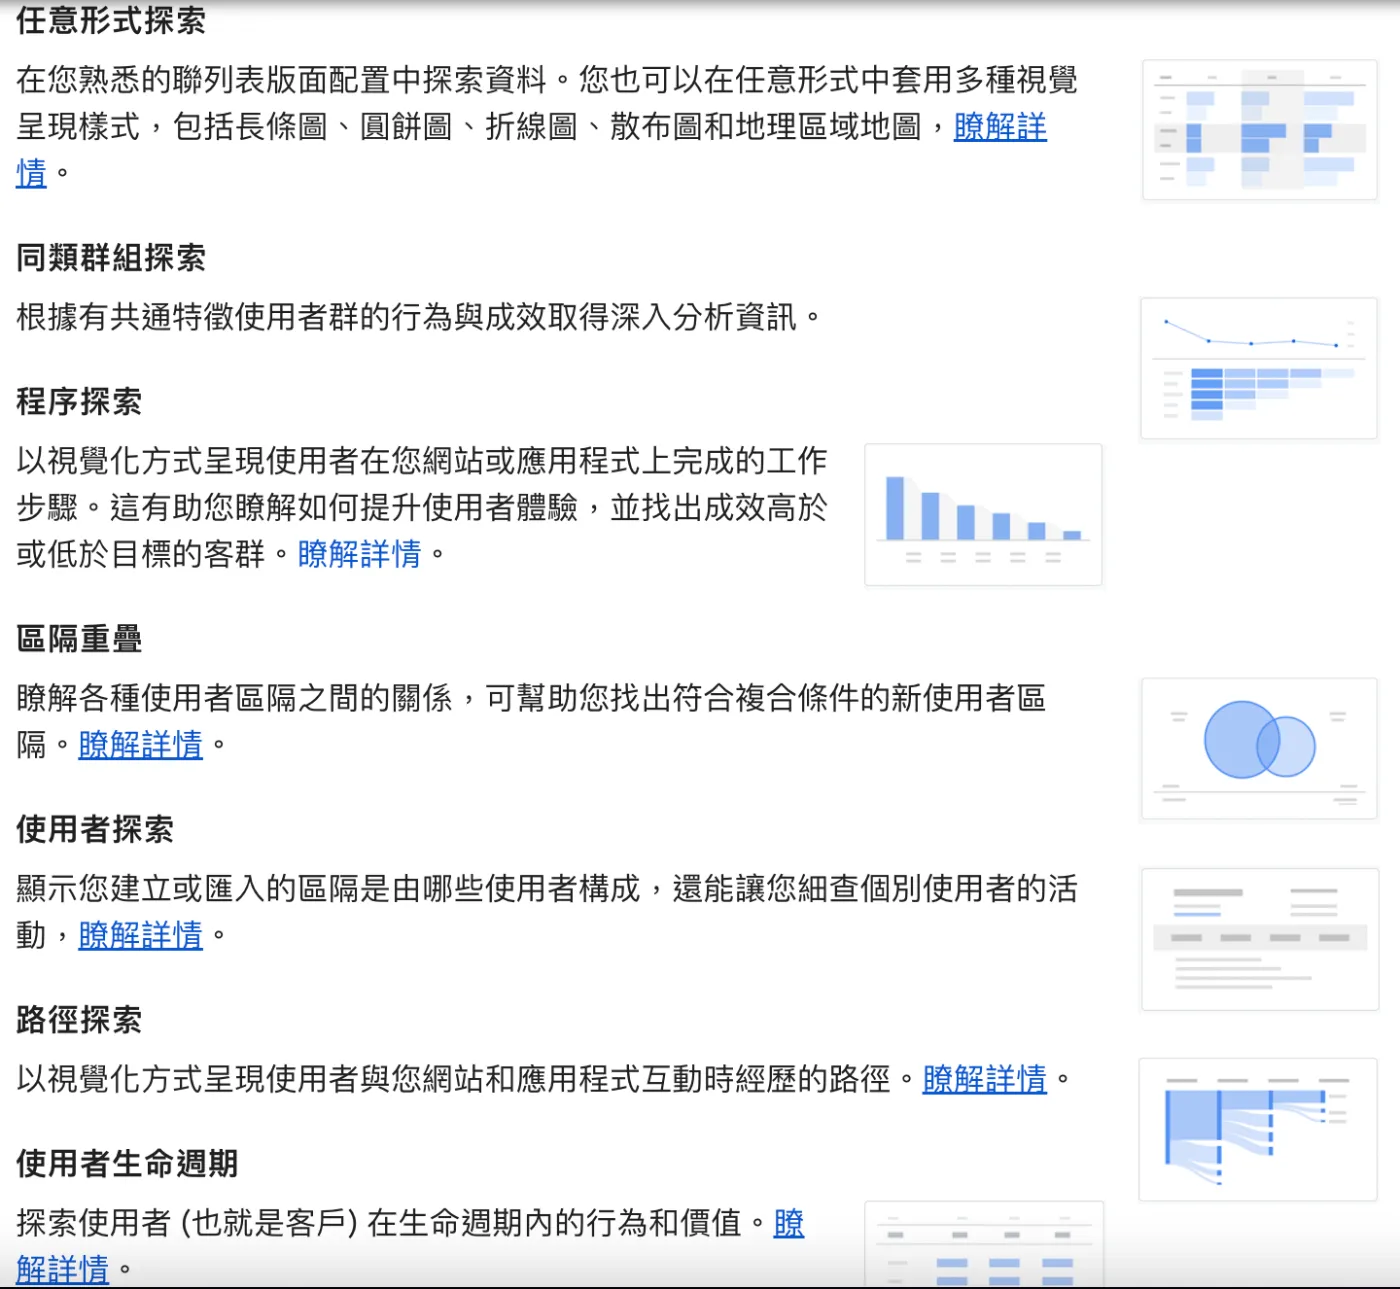 任意形式探索
在您熟悉的聯列表版面配置中探索資料。您也可以在任意形式中套用多種視覺
呈現樣式，包括長條圖、圓餅圖、折線圖、散布圖和地理區域地圖，瞭解詳
情。
同類群組探索
根據有共通特徵使用者群的行為與成效取得深入分析資訊。
程序探索
以視覺化方式呈現使用者在您網站或應用程式上完成的工作
步驟。這有助您瞭解如何提升使用者體驗，並找出成效高於
或低於目標的客群。瞭解詳情。
區隔重疊
瞭解各種使用者區隔之間的關係，可幫助您找出符合複合條件的新使用者區
隔。瞭解詳情。
使用者探索
顯示您建立或匯入的區隔是由哪些使用者構成，還能讓您細查個別使用者的活
動，瞭解詳情。
路徑探索
以視覺化方式呈現使用者與您網站和應用程式互動時經歷的路徑。瞭解詳情。
使用者生命週期
探索使用者 (也就是客戶) 在生命週期內的行為和價值。瞭
解詳情。